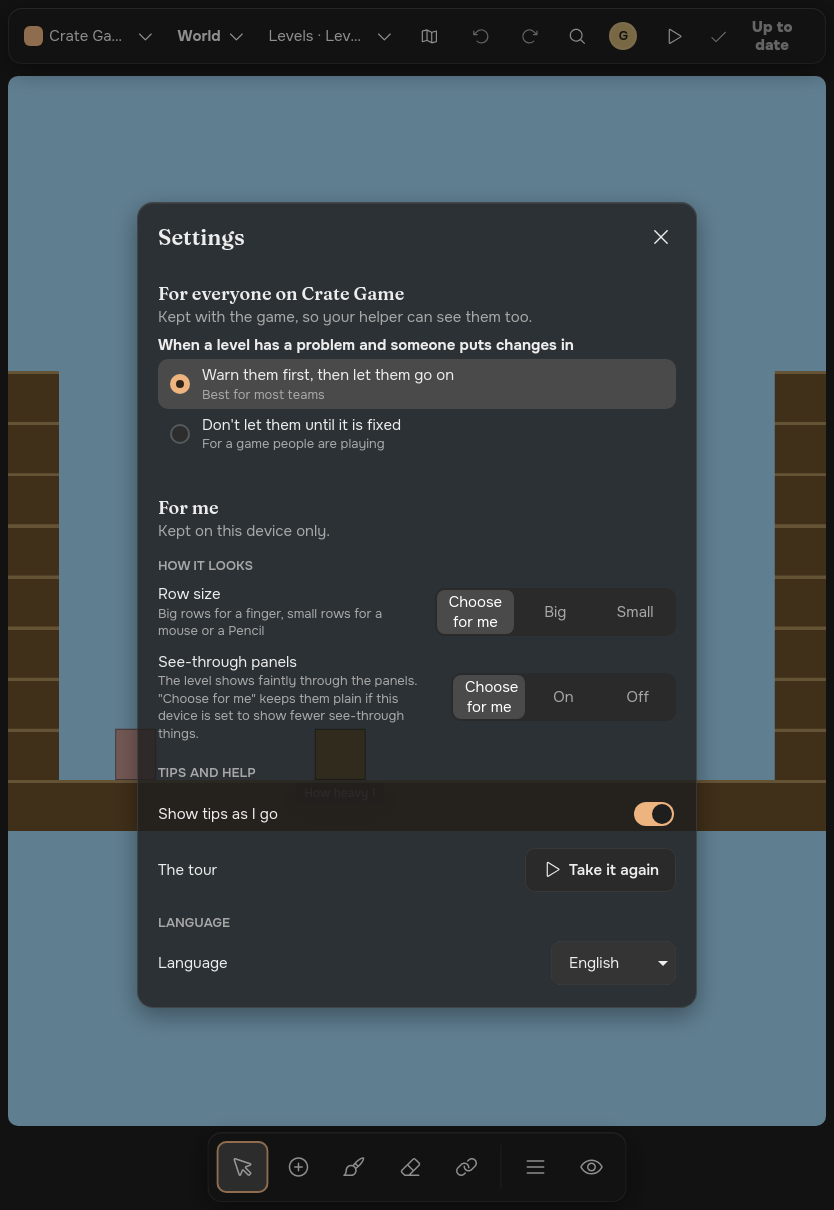 Crate Ga...
World
Levels · Lev...
G
Up to
date
Settings
For everyone on Crate Game
Kept with the game, so your helper can see them too.
When a level has a problem and someone puts changes in
Warn them first, then let them go on
Best for most teams
Don't let them until it is fixed
For a game people are playing
For me
Kept on this device only.
HOW IT LOOKS
Row size
Big rows for a finger, small rows for a
mouse or a Pencil
Choose
for me
Big
Small
See-through panels
The level shows faintly through the panels.
"Choose for me" keeps them plain if this
device is set to show fewer see-through
things.
Choose
for me
On
Off
TIPS AND HELP
How heavy
Show tips as I go
The tour
Take it again
LANGUAGE
Language
English